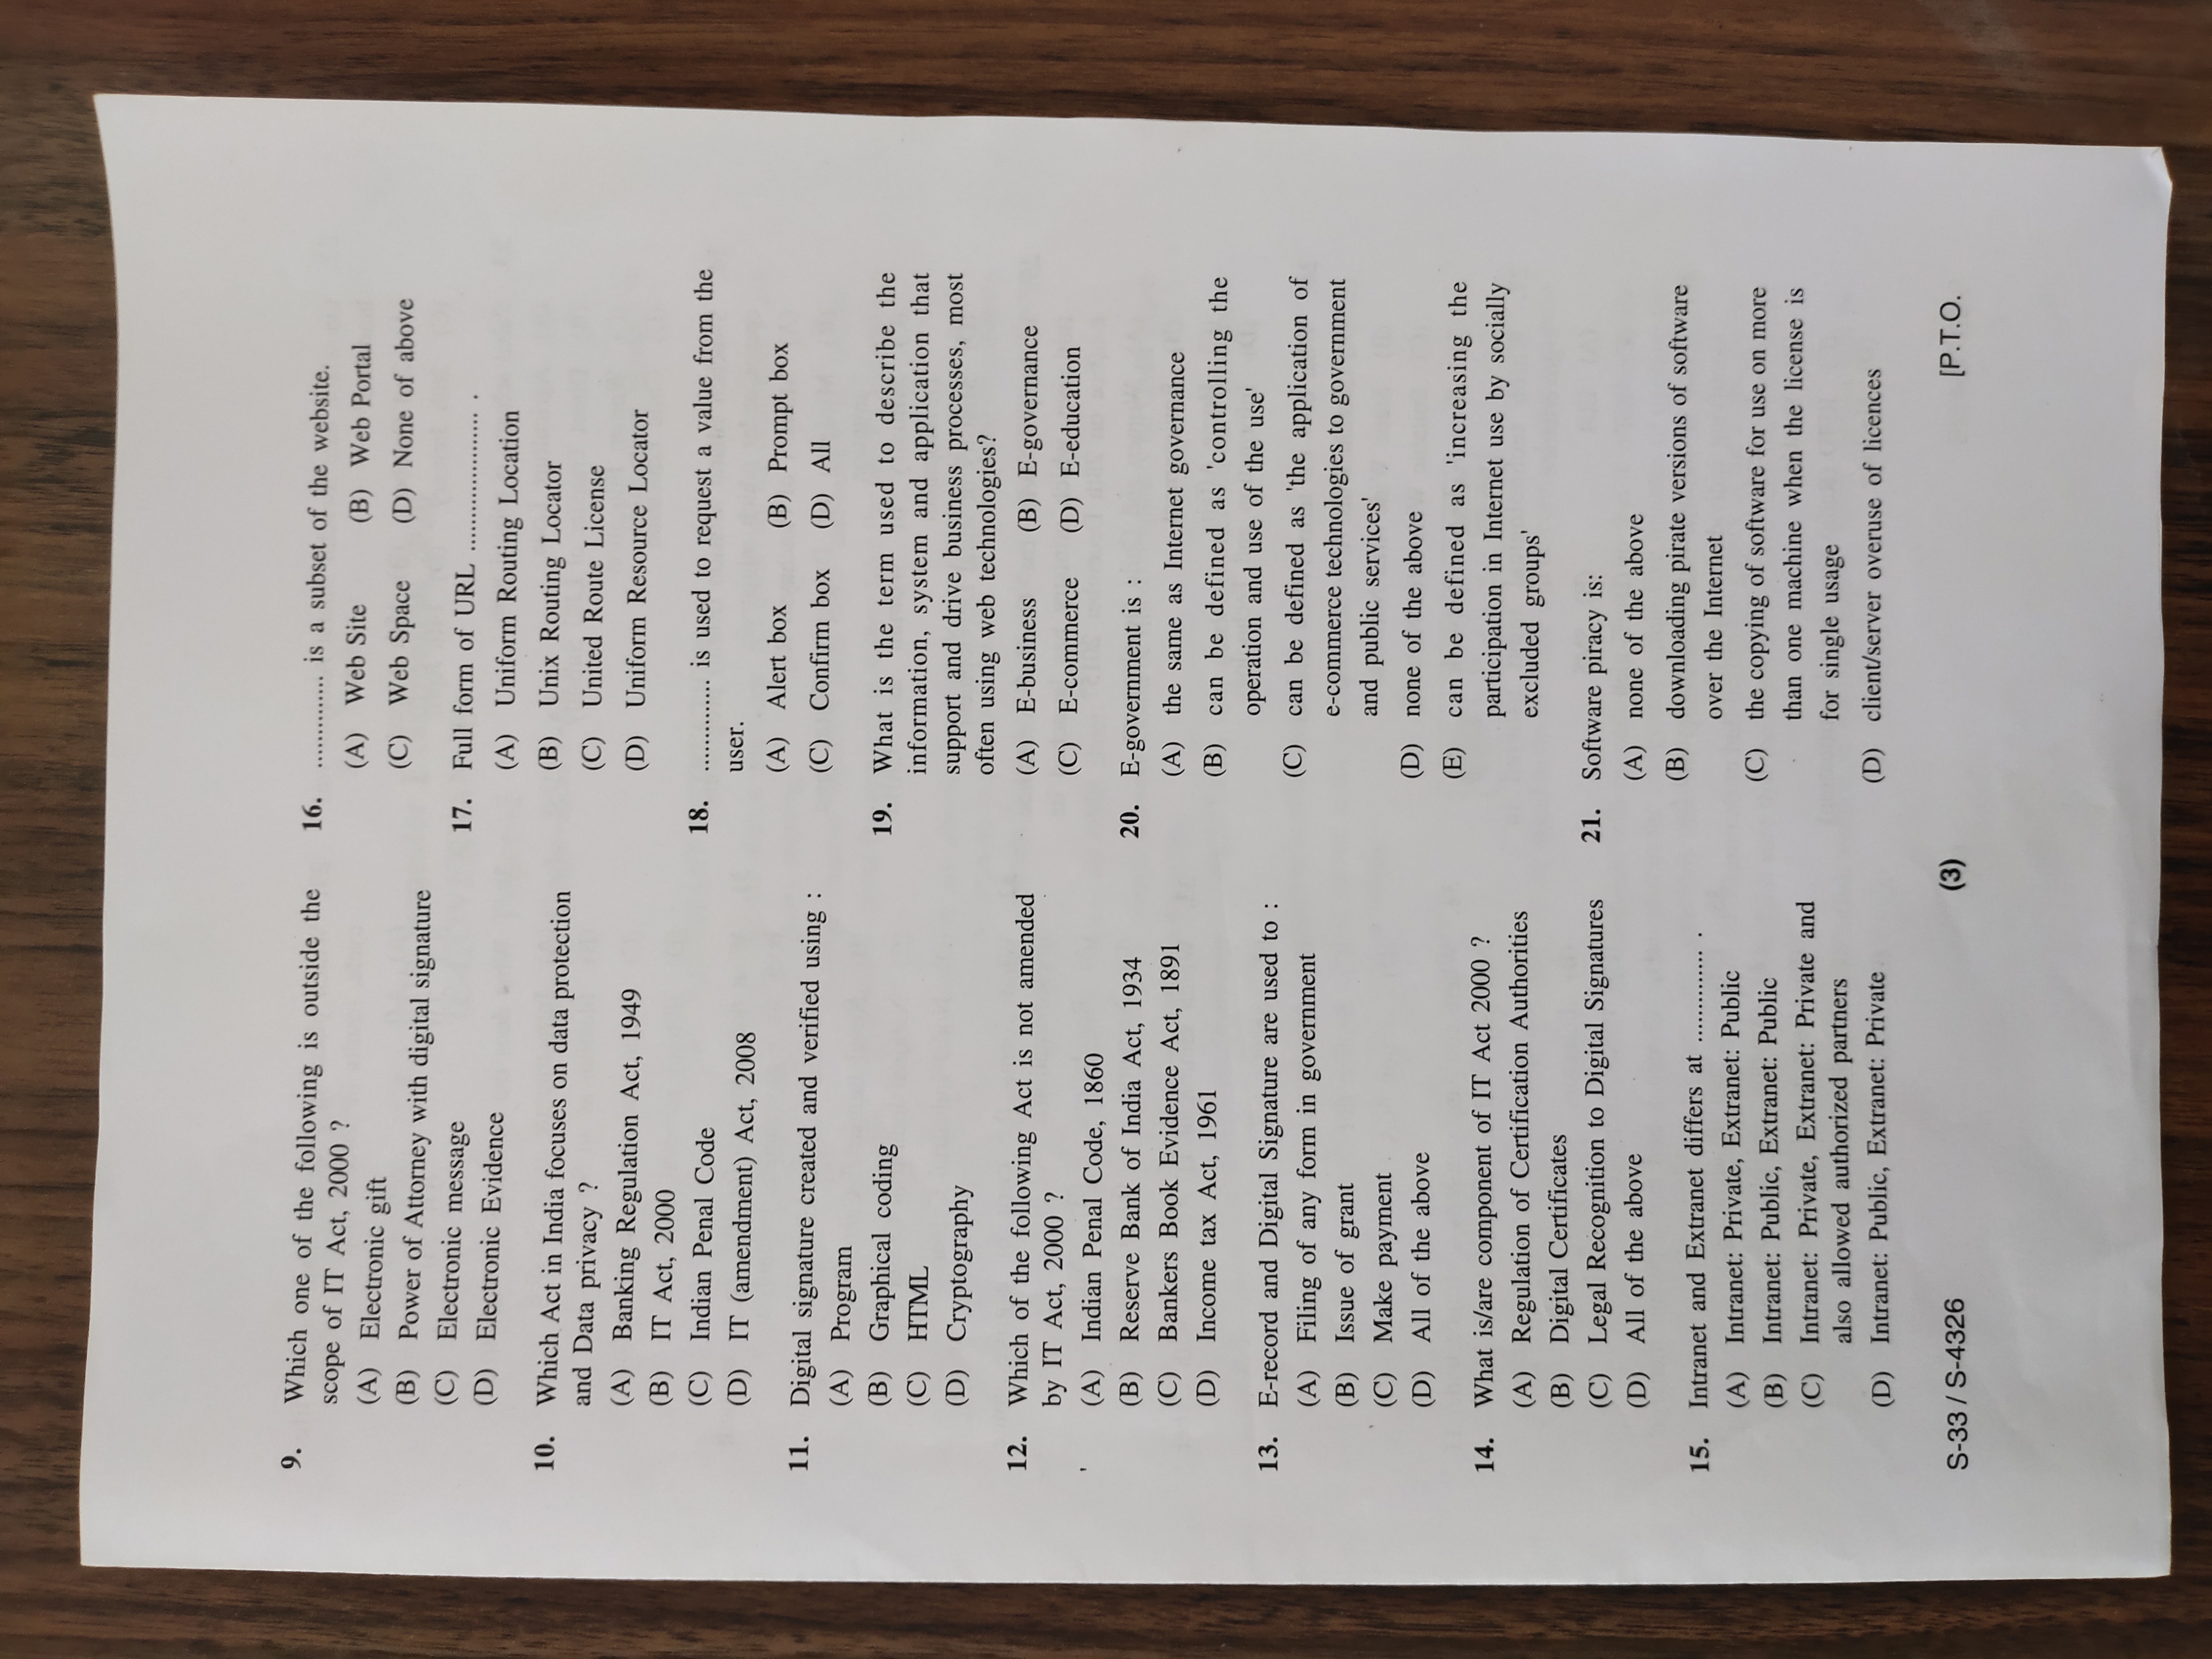 9. Which one of the following is outside the
scope of IT Act, 2000 ?
(A) Electronic gift
(B) Power of Attorney with digital signature
(C) Electronic message
(D) Electronic Evidence
10. Which Act in India focuses on data protection
and Data privacy ?
(A) Banking Regulation Act, 1949
(B) IT Act, 2000
(C) Indian Penal Code
(D) IT (amendment) Act, 2008
11. Digital signature created and verified using :
(A) Program
(B) Graphical coding
(C) HTML
(D) Cryptography
12. Which of the following Act is not amended
by IT Act, 2000 ?
(A) Indian Penal Code, 1860
(B) Reserve Bank of India Act, 1934
(C) Bankers Book Evidence Act, 1891
(D) Income tax Act, 1961
13. E-record and Digital Signature are used to :
(A) Filing of any form in government
(B) Issue of grant
(C) Make payment
(D) All of the above
14. What is/are component of IT Act 2000 ?
(A) Regulation of Certification Authorities
(B) Digital Certificates
(C) Legal Recognition to Digital Signatures
(D) All of the above
15. Intranet and Extranet differs at .............. .
(A) Intranet: Private, Extranet: Public
(B) Intranet: Public, Extranet: Public
(C) Intranet: Private, Extranet: Private and
also allowed authorized partners
(D) Intranet: Public, Extranet: Private
16. .............. is a subset of the website.
(A) Web Site (B) Web Portal
(C) Web Space (D) None of above
17. Full form of URL ..................... .
(A) Uniform Routing Location
(B) Unix Routing Locator
(C) United Route License
(D) Uniform Resource Locator
18. .............. is used to request a value from the
user.
(A) Alert box (B) Prompt box
(C) Confirm box (D) All
19. What is the term used to describe the
information, system and application that
support and drive business processes, most
often using web technologies?
(A) E-business (B) E-governance
(C) E-commerce (D) E-education
20. E-government is :
(A) the same as Internet governance
(B) can be defined as 'controlling the
operation and use of the use'
(C) can be defined as 'the application of
e-commerce technologies to government
and public services'
(D) none of the above
(E) can be defined as 'increasing the
participation in Internet use by socially
excluded groups'
21. Software piracy is:
(A) none of the above
(B) downloading pirate versions of software
over the Internet
(C) the copying of software for use on more
than one machine when the license is
for single usage
(D) client/server overuse of licences
S-33 / S-4326 (3) [P.T.O.